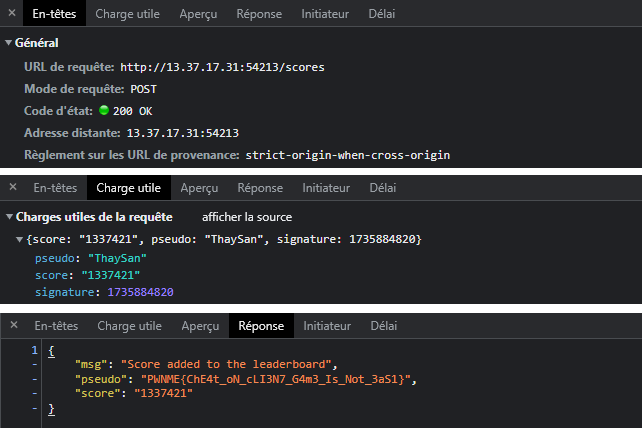 × En-têtes Charge utile Aperçu Réponse Initiateur Délai
▼ Général
URL de requête: http://13.37.17.31:54213/scores
Mode de requête: POST
Code d'état: 200 OK
Adresse distante: 13.37.17.31:54213
Règlement sur les URL de provenance: strict-origin-when-cross-origin
× En-têtes Charge utile Aperçu Réponse Initiateur Délai
▼ Charges utiles de la requête afficher la source
▼ {score: "1337421", pseudo: "ThaySan", signature: 1735884820}
pseudo: "ThaySan"
score: "1337421"
signature: 1735884820
× En-têtes Charge utile Aperçu Réponse Initiateur Délai
1 {
- "msg": "Score added to the leaderboard",
- "pseudo": "PWNME{ChE4t_oN_cLI3N7_G4m3_Is_Not_3aS1}",
- "score": "1337421"
- }